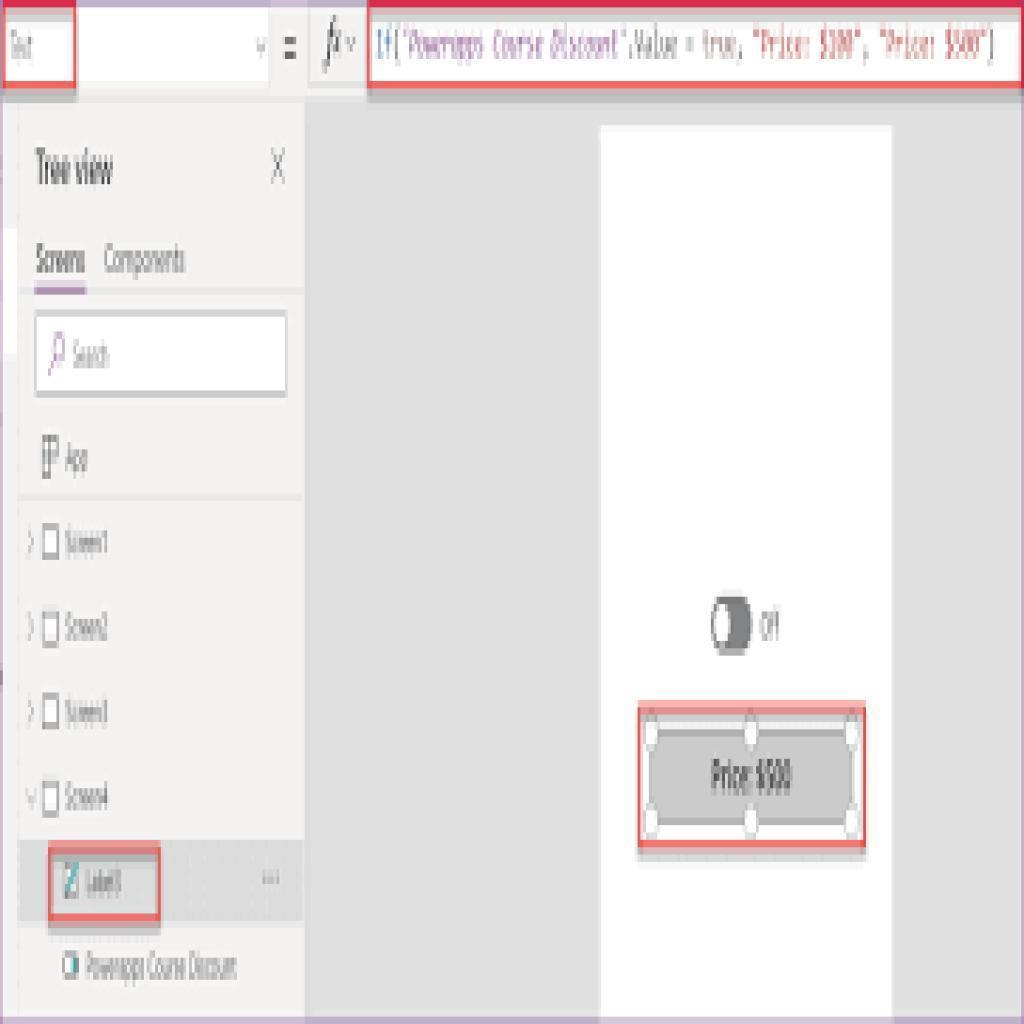 Text = fx If('Powerapps Course Discount'.Value = true, "Price: $300", "Price: $500")
Tree view X
Screens Components
Search
App
Screen1
Screen2
Screen3
Screen4
Off
Price: $500
Powerapps Course Discount